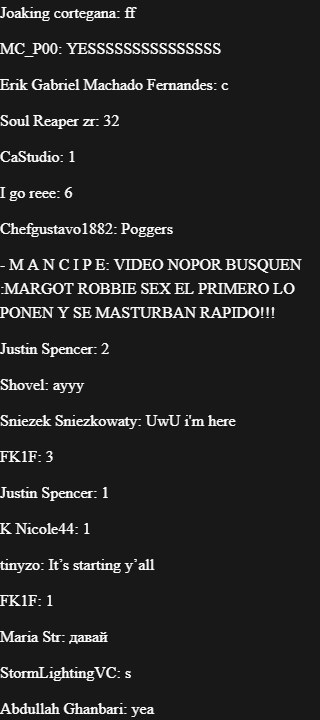 Joaking cortegana: ff
MC_P00: YESSSSSSSSSSSSSSS
Erik Gabriel Machado Fernandes: c
Soul Reaper zr: 32
CaStudio: 1
I go reee: 6
Chefgustavo1882: Poggers
- M A N C I P E: VIDEO NOPOR BUSQUEN
:MARGOT ROBBIE SEX EL PRIMERO LO
PONEN Y SE MASTURBAN RAPIDO!!!
Justin Spencer: 2
Shovel: ayyy
Sniezek Sniezkowaty: UwU i'm here
FK1F: 3
Justin Spencer: 1
K Nicole44: 1
tinyzo: It’s starting y’all
FK1F: 1
Maria Str: давай
StormLightingVC: s
Abdullah Ghanbari: yea